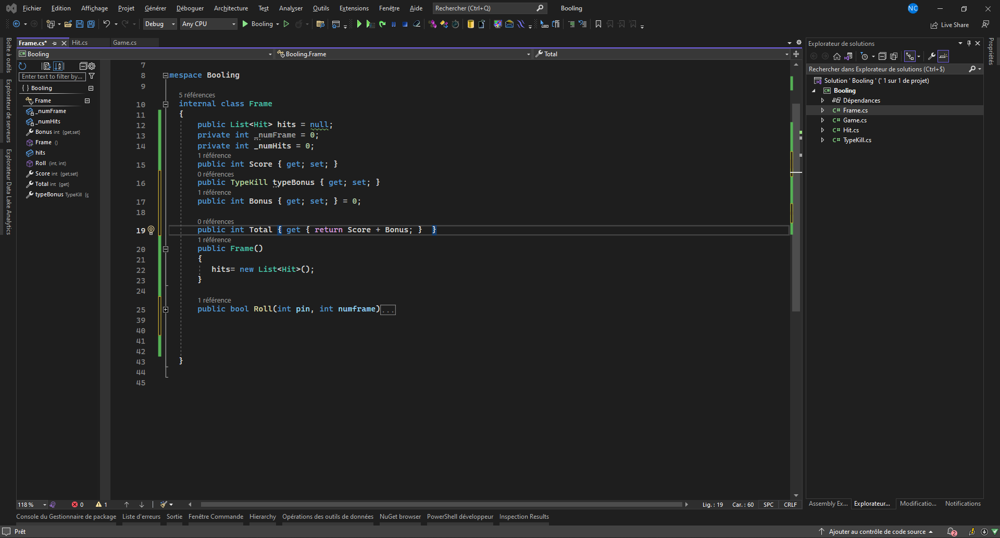 Fichier Edition Affichage Projet Générer Déboguer Architecture Test Analyser Outils Extensions Fenêtre Aide Rechercher (Ctrl+Q) Booling NC
Debug Any CPU Booling Live Share
Frame.cs* Hit.cs Game.cs
Booling Booling.Frame Total
Boîte à outils
Explorateur de serveurs
Explorateur Data Lake Analytics
Enter text to filter by...
{ } Booling
Frame
_numFrame
_numHits
Bonus int {get;set}
Frame ()
hits
Roll (int, int)
Score int {get;set}
Total int {get}
typeBonus TypeKill {g
7
8 mespace Booling
9
5 références
10 internal class Frame
11 {
12 public List<Hit> hits = null;
13 private int _numFrame = 0;
14 private int _numHits = 0;
1 référence
15 public int Score { get; set; }
0 références
16 public TypeKill typeBonus { get; set; }
1 référence
17 public int Bonus { get; set; } = 0;
18
0 références
19 public int Total { get { return Score + Bonus; } }
1 référence
20 public Frame()
21 {
22 hits= new List<Hit>();
23 }
24
1 référence
25 public bool Roll(int pin, int numframe)...
39
40
41
42
43 }
44
45
118 % 0 1 Lig. : 19 Car. : 60 SPC CRLF
Explorateur de solutions
Rechercher dans Explorateur de solutions (Ctrl+$)
Solution ' Booling ' (' 1 sur 1 de projet)
C# Booling
Dépendances
C# Frame.cs
C# Game.cs
C# Hit.cs
C# TypeKill.cs
Propriétés
Assembly Ex... Explorateur... Modificatio... Notifications
Console du Gestionnaire de package Liste d'erreurs Sortie Fenêtre Commande Hierarchy Opérations des outils de données NuGet browser PowerShell développeur Inspection Results
Prêt Ajouter au contrôle de code source 2